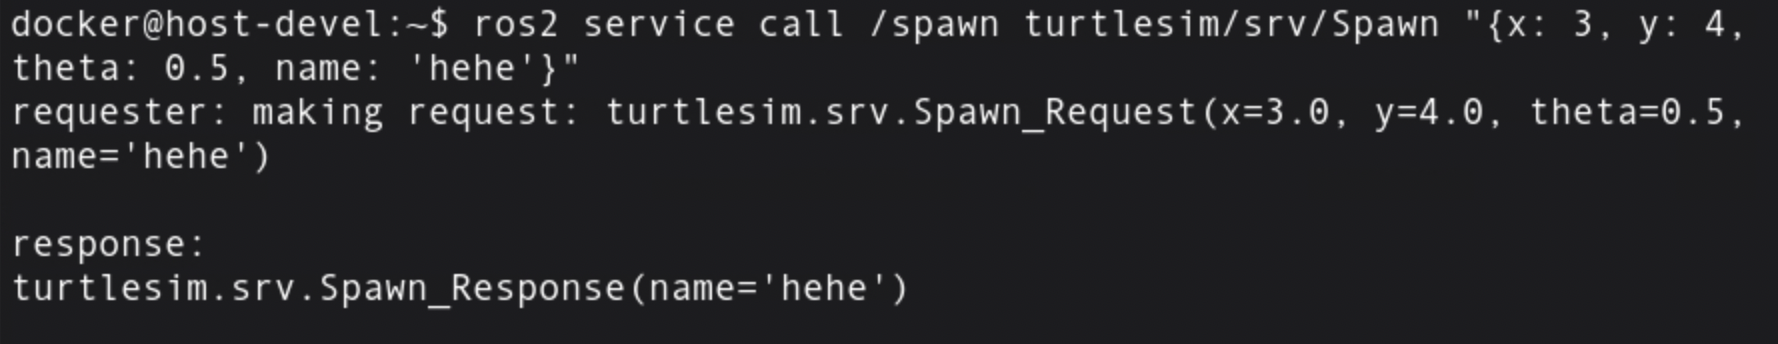 docker@host-devel:~$ ros2 service call /spawn turtlesim/srv/Spawn "{x: 3, y: 4,
theta: 0.5, name: 'hehe'}"
requester: making request: turtlesim.srv.Spawn_Request(x=3.0, y=4.0, theta=0.5,
name='hehe')
response:
turtlesim.srv.Spawn_Response(name='hehe')